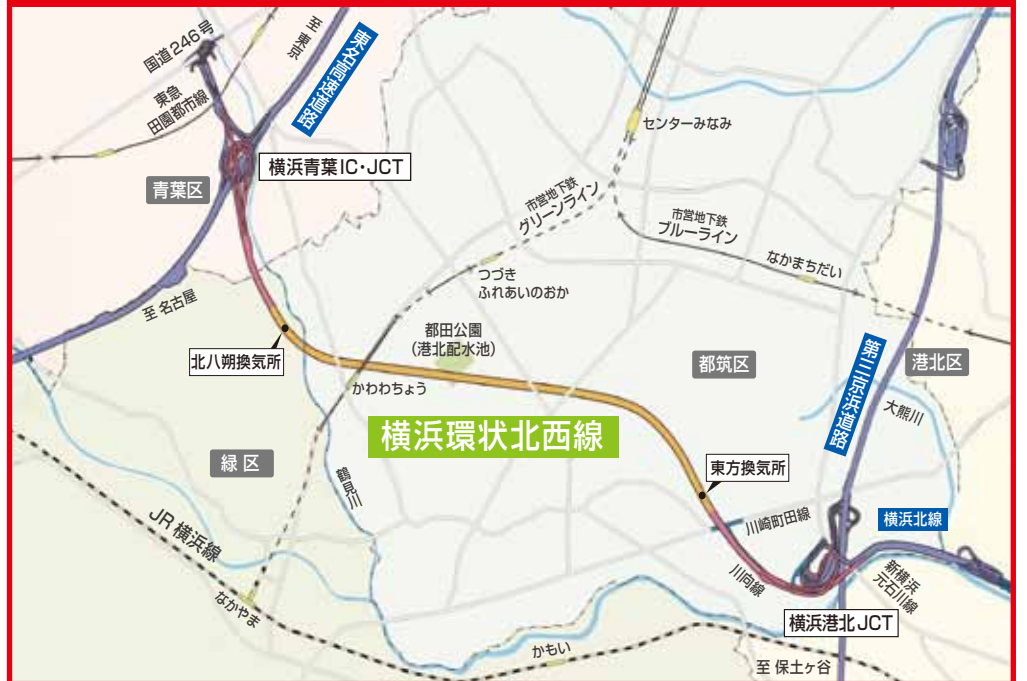 国道246号
至 東京
東名高速道路
東急
田園都市線
センターみなみ
横浜青葉IC・JCT
青葉区
市営地下鉄
グリーンライン
市営地下鉄
ブルーライン
なかまちだい
つづき
ふれあいのおか
至 名古屋
都田公園
(港北配水池)
北八朔換気所
都筑区
港北区
第三京浜道路
かわわちょう
大熊川
横浜環状北西線
緑 区
鶴見川
東方換気所
JR 横浜線
川崎町田線
横浜北線
川向線
新横浜
元石川線
なかやま
横浜港北JCT
かもい
至 保土ヶ谷